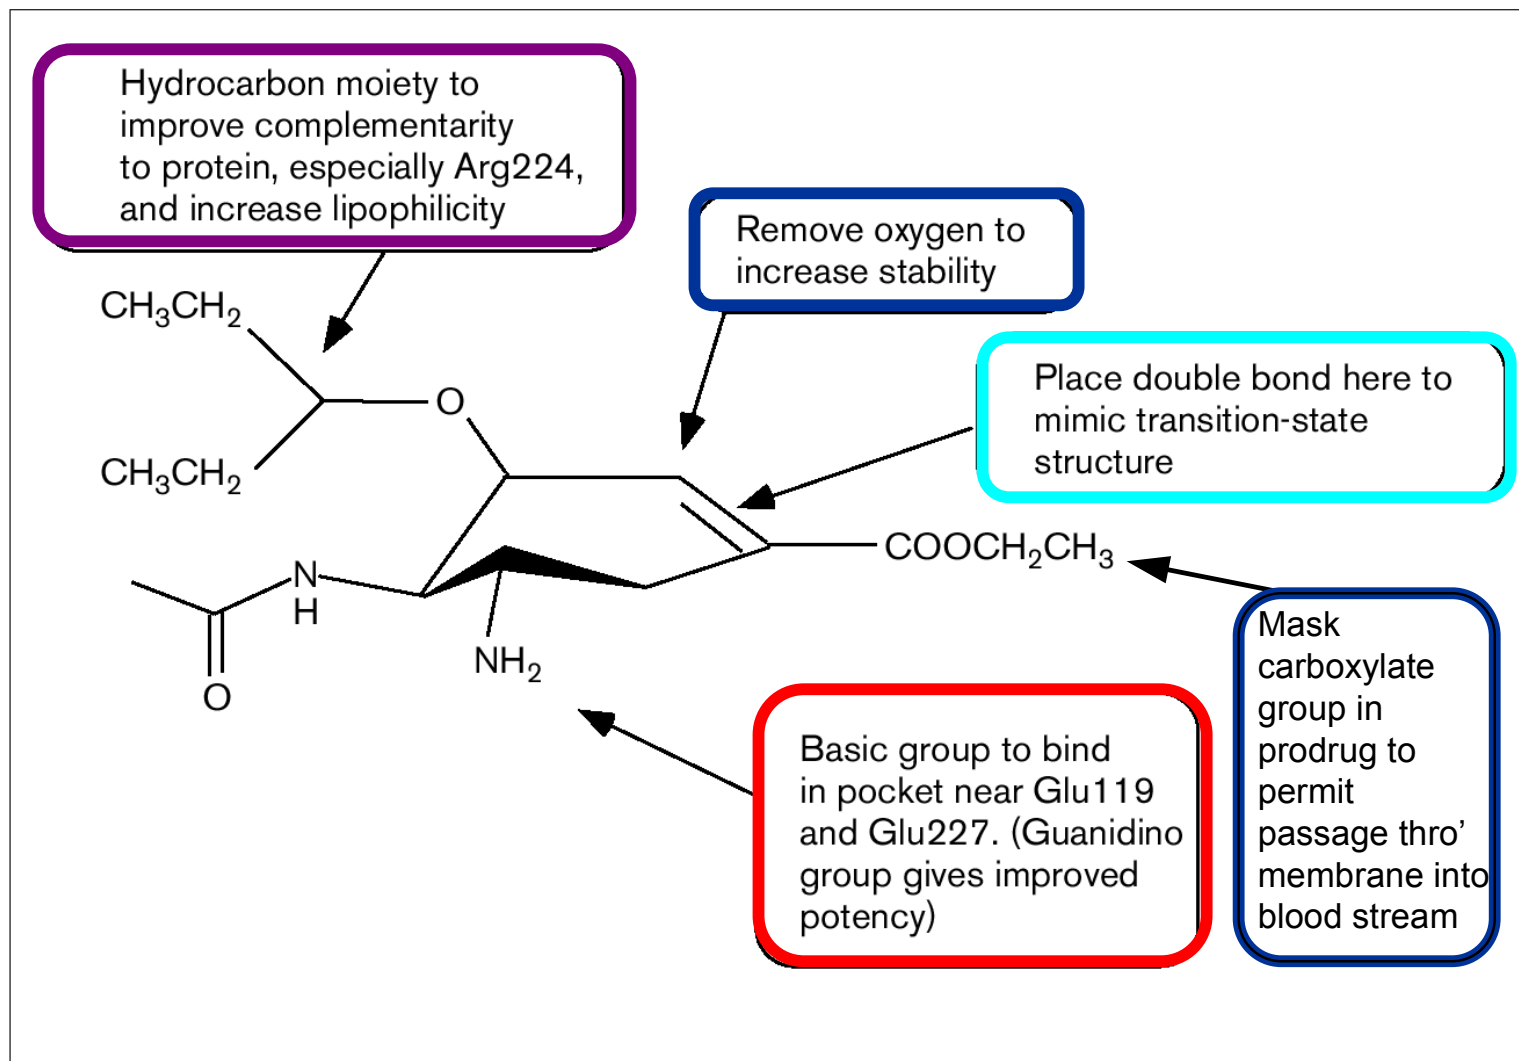 Hydrocarbon moiety to
improve complementarity
to protein, especially Arg224,
and increase lipophilicity
Remove oxygen to
increase stability
Place double bond here to
mimic transition-state
structure
CH₃CH₂
O
CH₃CH₂
COOCH₂CH₃
N
H
O
NH₂
Basic group to bind
in pocket near Glu119
and Glu227. (Guanidino
group gives improved
potency)
Mask
carboxylate
group in
prodrug to
permit
passage thro’
membrane into
blood stream